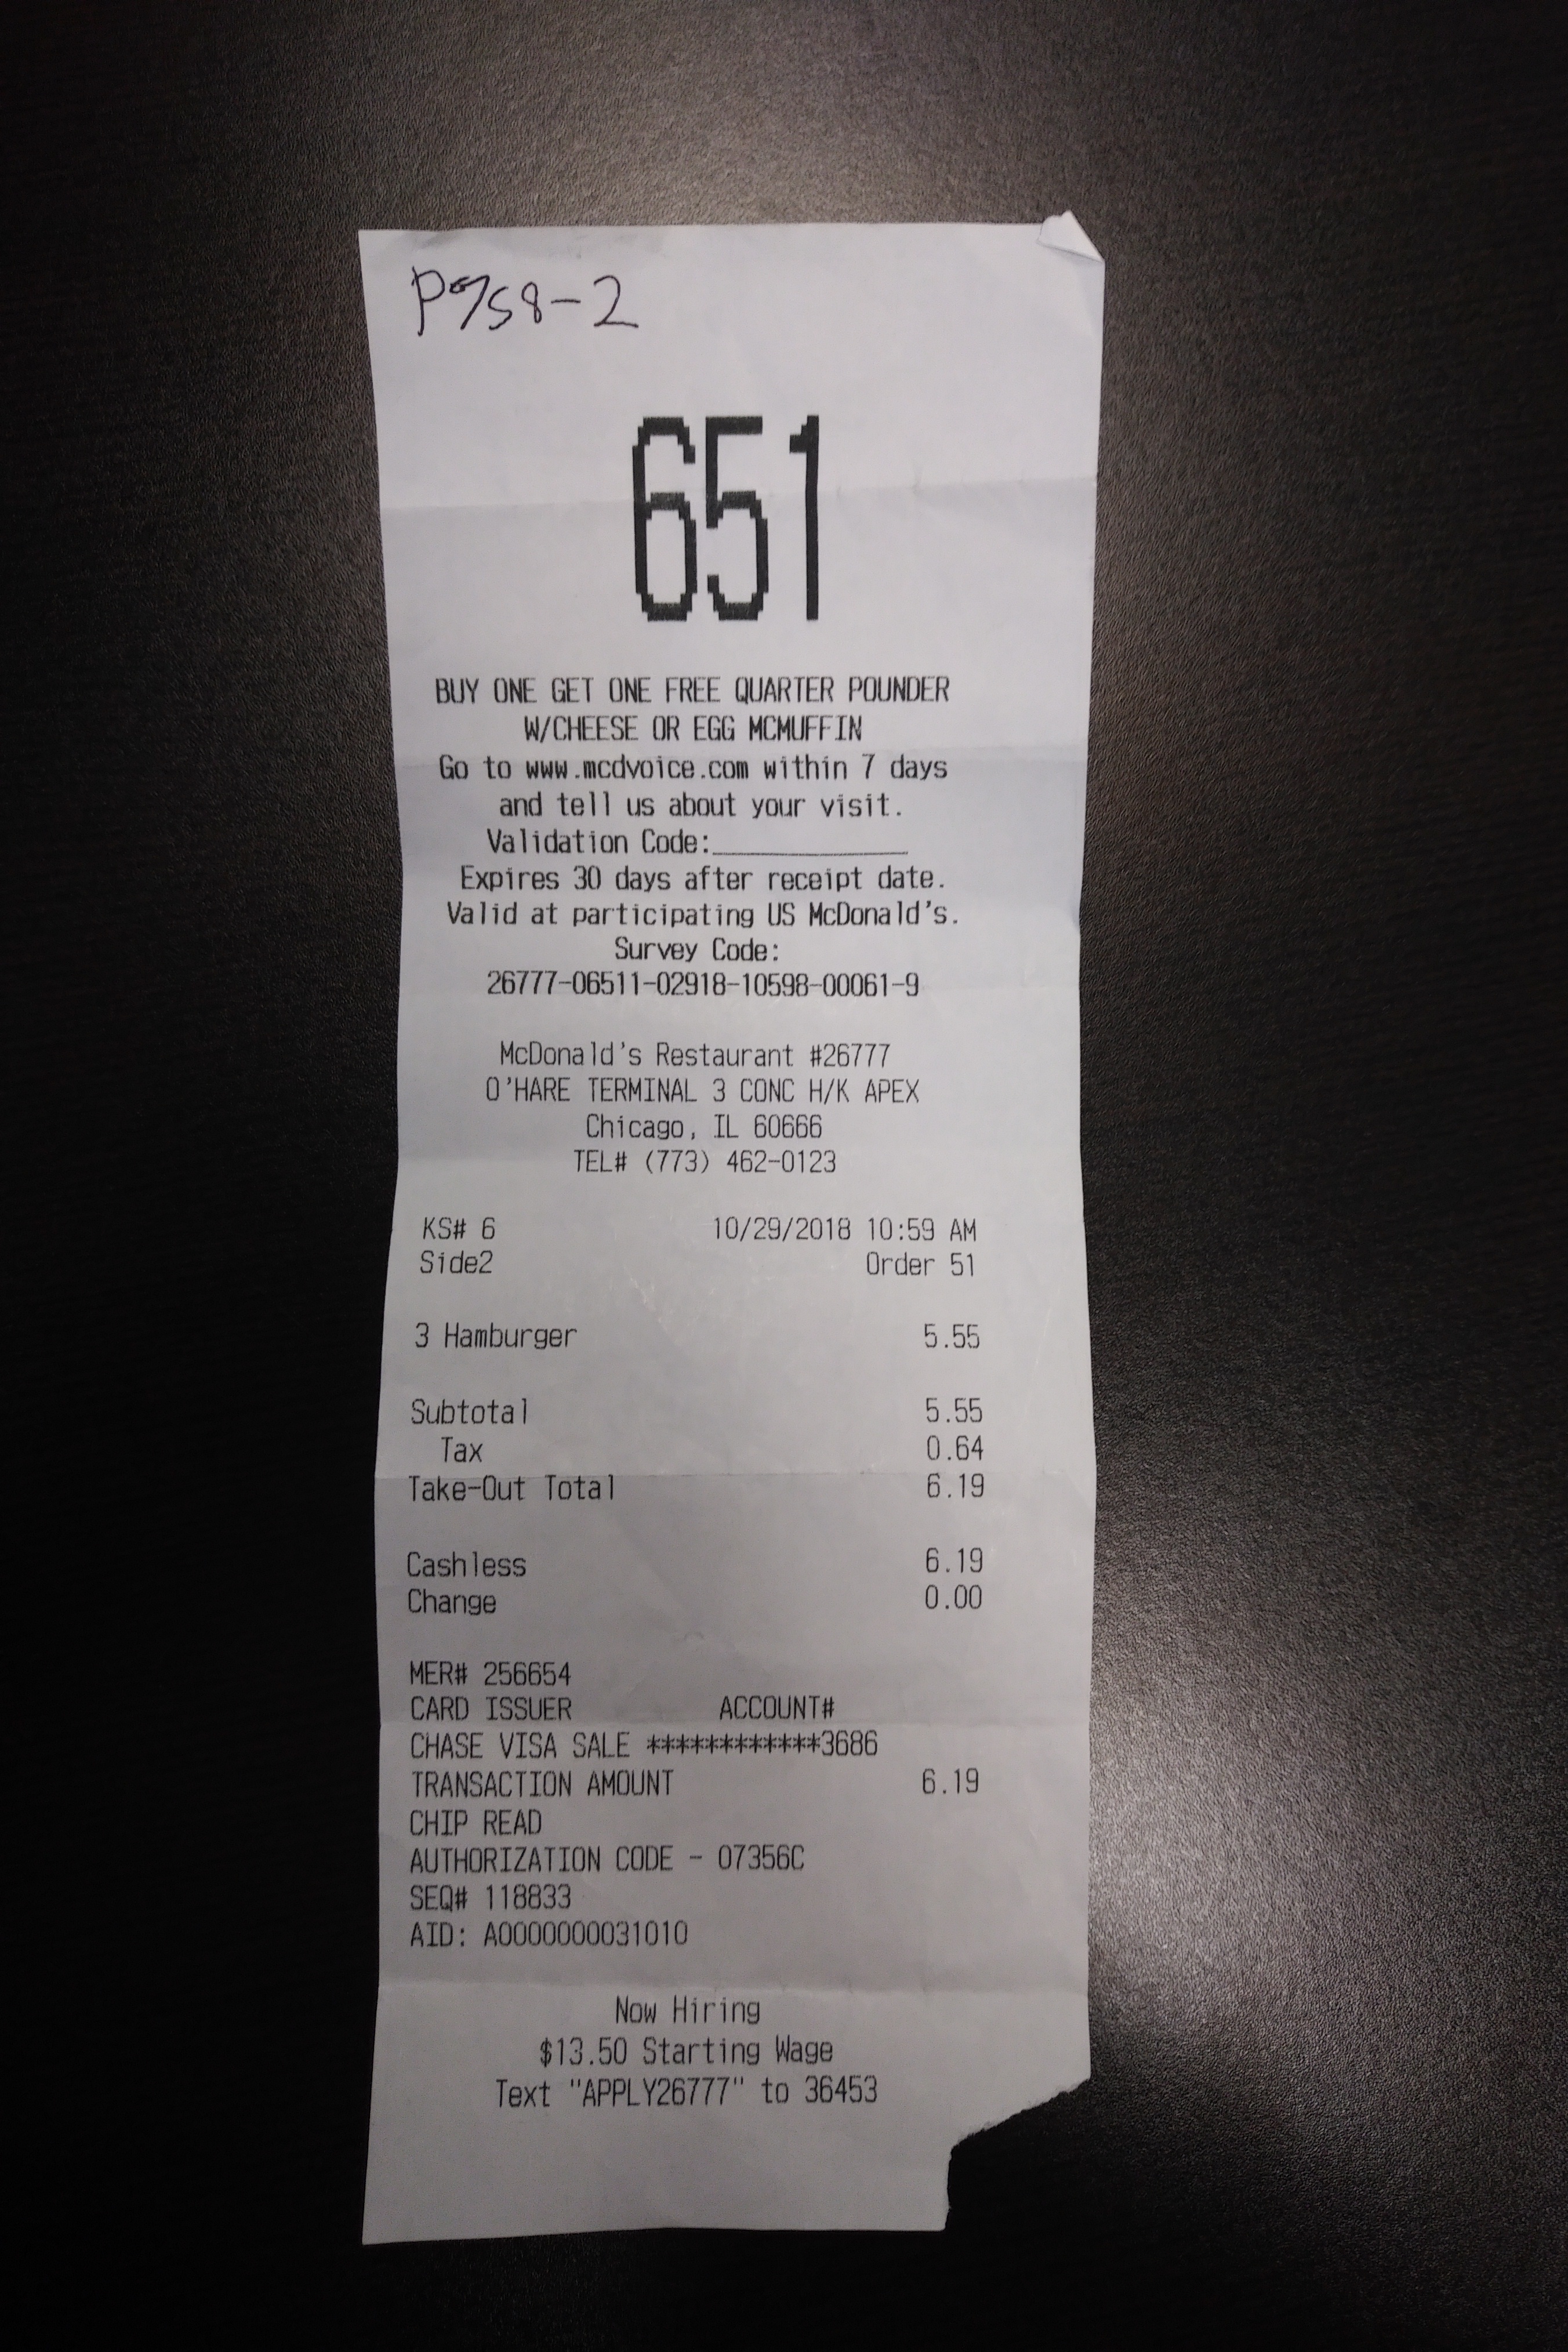 651
BUY ONE GET ONE FREE QUARTER POUNDER
W/CHEESE OR EGG MCMUFFIN
Go to www.mcdvoice.com within 7 days
and tell us about your visit.
Validation Code:_____________
Expires 30 days after receipt date.
Valid at participating US McDonald's.
Survey Code:
26777-06511-02918-10598-00061-9
McDonald's Restaurant #26777
O'HARE TERMINAL 3 CONC H/K APEX
Chicago, IL 60666
TEL# (773) 462-0123
KS# 6 10/29/2018 10:59 AM
Side2 Order 51
3 Hamburger 5.55
Subtotal 5.55
Tax 0.64
Take-Out Total 6.19
Cashless 6.19
Change 0.00
MER# 256654
CARD ISSUER ACCOUNT#
CHASE VISA SALE ************3686
TRANSACTION AMOUNT 6.19
CHIP READ
AUTHORIZATION CODE - 07356C
SEQ# 118833
AID: A0000000031010
Now Hiring
$13.50 Starting Wage
Text "APPLY26777" to 36453